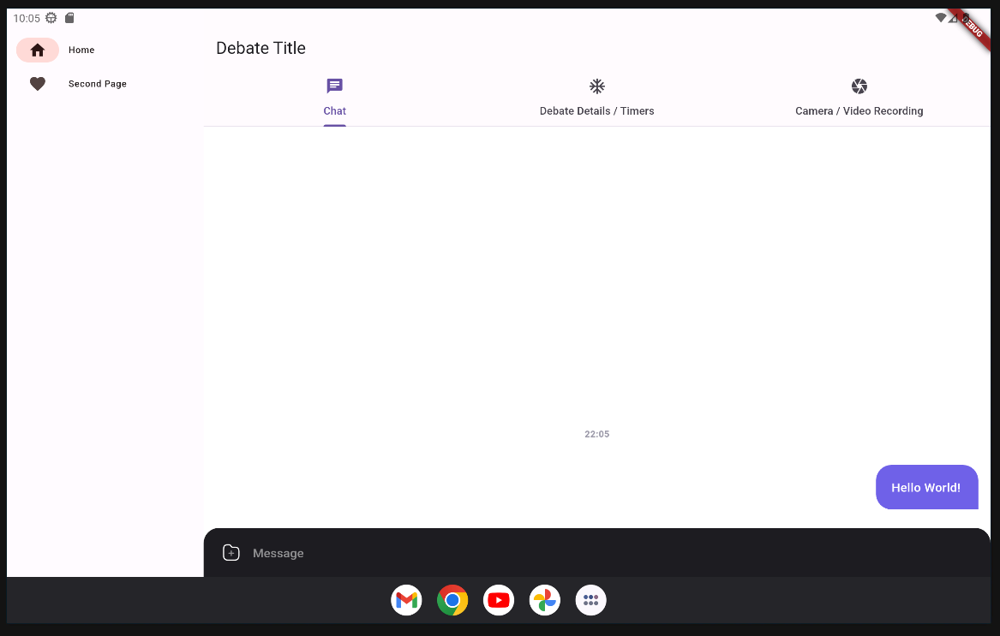 10:05
DEBUG
Home
Second Page
Debate Title
Chat
Debate Details / Timers
Camera / Video Recording
22:05
Hello World!
Message